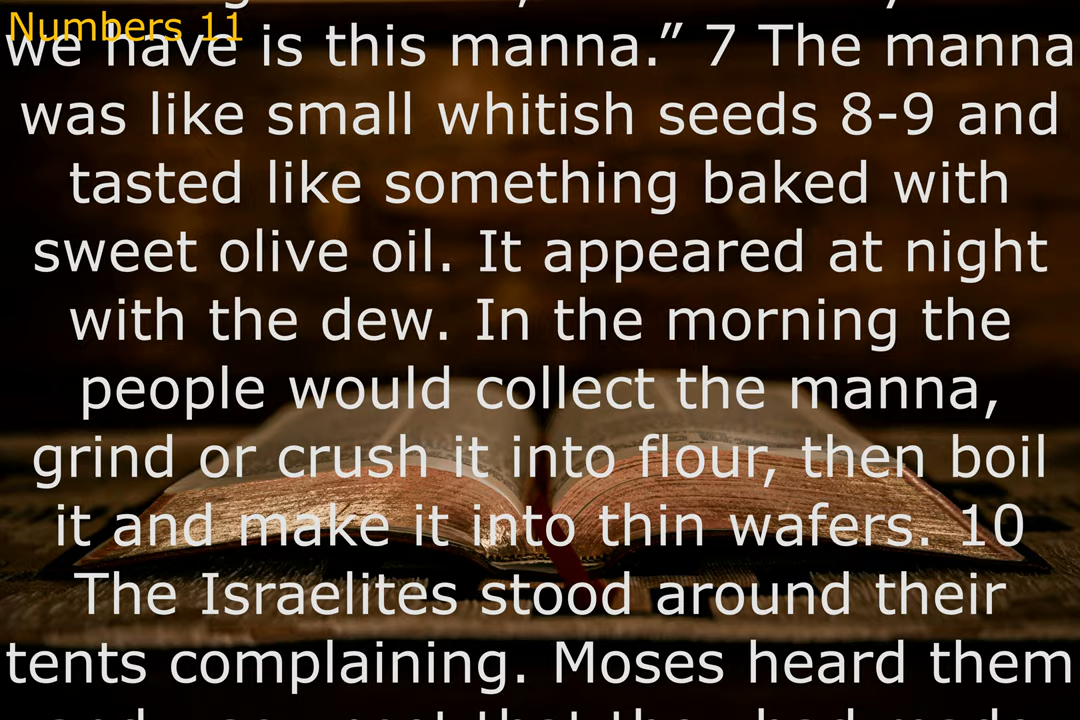 Numbers 11
we have is this manna.” 7 The manna
was like small whitish seeds 8-9 and
tasted like something baked with
sweet olive oil. It appeared at night
with the dew. In the morning the
people would collect the manna,
grind or crush it into flour, then boil
it and make it into thin wafers. 10
The Israelites stood around their
tents complaining. Moses heard them